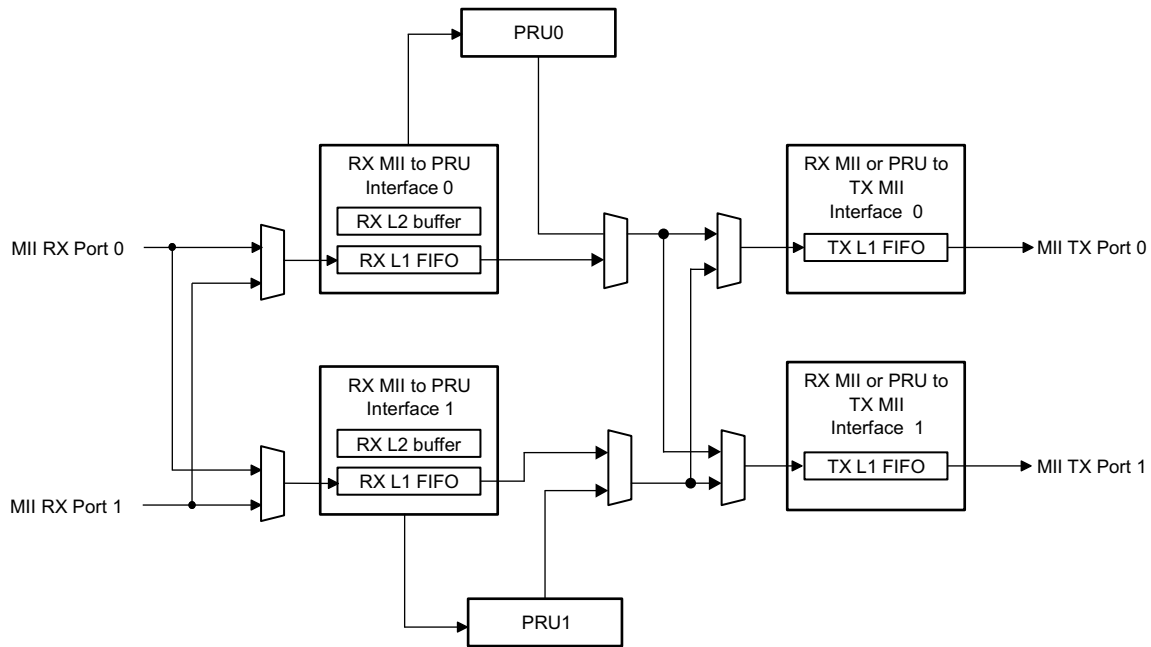 PRU0
RX MII to PRU
Interface 0
RX L2 buffer
RX L1 FIFO
MII RX Port 0
RX MII or PRU to
TX MII
Interface 0
TX L1 FIFO
MII TX Port 0
RX MII to PRU
Interface 1
RX L2 buffer
RX L1 FIFO
MII RX Port 1
RX MII or PRU to
TX MII
Interface 1
TX L1 FIFO
MII TX Port 1
PRU1